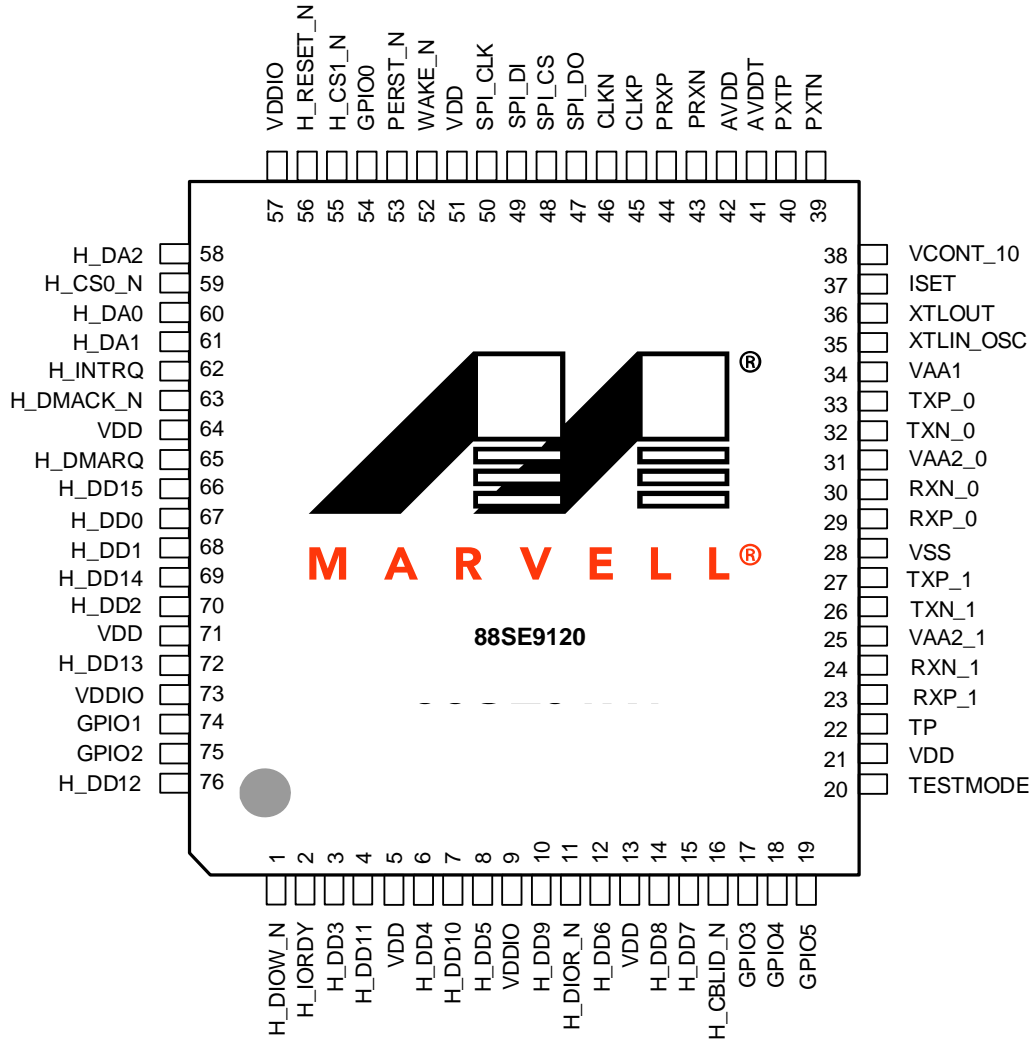 VDDIO
H_RESET_N
H_CS1_N
GPIO0
PERST_N
WAKE_N
VDD
SPI_CLK
SPI_DI
SPI_CS
SPI_DO
CLKN
CLKP
PRXP
PRXN
AVDD
AVDDT
PXTP
PXTN
57 56 55 54 53 52 51 50 49 48 47 46 45 44 43 42 41 40 39
H_DA2 58
H_CS0_N 59
H_DA0 60
H_DA1 61
H_INTRQ 62
H_DMACK_N 63
VDD 64
H_DMARQ 65
H_DD15 66
H_DD0 67
H_DD1 68
H_DD14 69
H_DD2 70
VDD 71
H_DD13 72
VDDIO 73
GPIO1 74
GPIO2 75
H_DD12 76
®
MARVELL®
88SE9120
38 VCONT_10
37 ISET
36 XTLOUT
35 XTLIN_OSC
34 VAA1
33 TXP_0
32 TXN_0
31 VAA2_0
30 RXN_0
29 RXP_0
28 VSS
27 TXP_1
26 TXN_1
25 VAA2_1
24 RXN_1
23 RXP_1
22 TP
21 VDD
20 TESTMODE
1 2 3 4 5 6 7 8 9 10 11 12 13 14 15 16 17 18 19
H_DIOW_N
H_IORDY
H_DD3
H_DD11
VDD
H_DD4
H_DD10
H_DD5
VDDIO
H_DD9
H_DIOR_N
H_DD6
VDD
H_DD8
H_DD7
H_CBLID_N
GPIO3
GPIO4
GPIO5